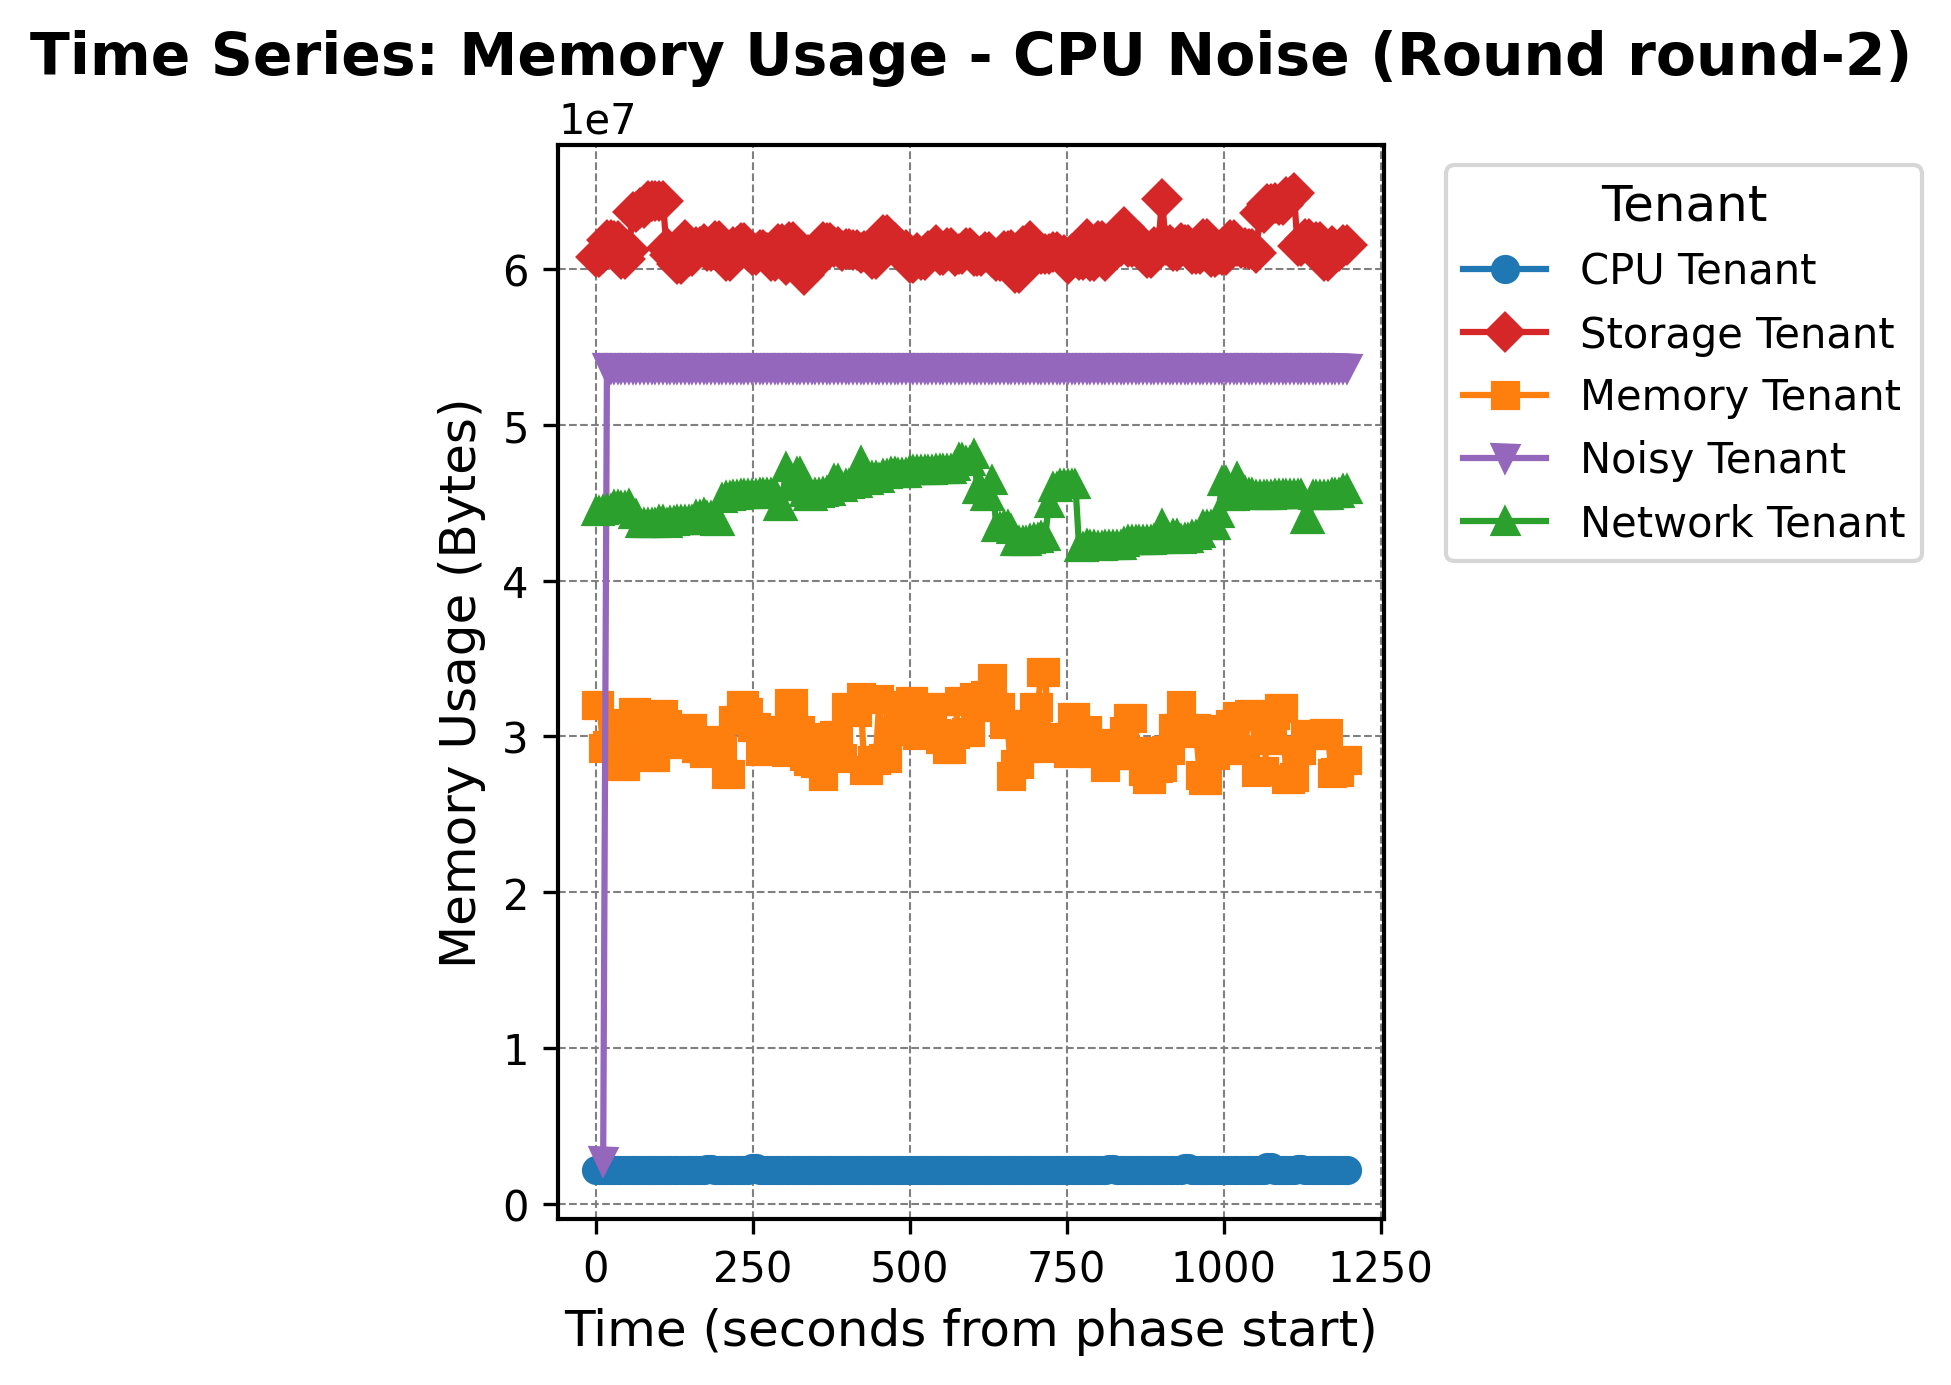 Time Series: Memory Usage - CPU Noise (Round round-2)
1e7
6
5
4
3
2
1
0
Memory Usage (Bytes)
0 250 500 750 1000 1250
Time (seconds from phase start)
Tenant
CPU Tenant
Storage Tenant
Memory Tenant
Noisy Tenant
Network Tenant